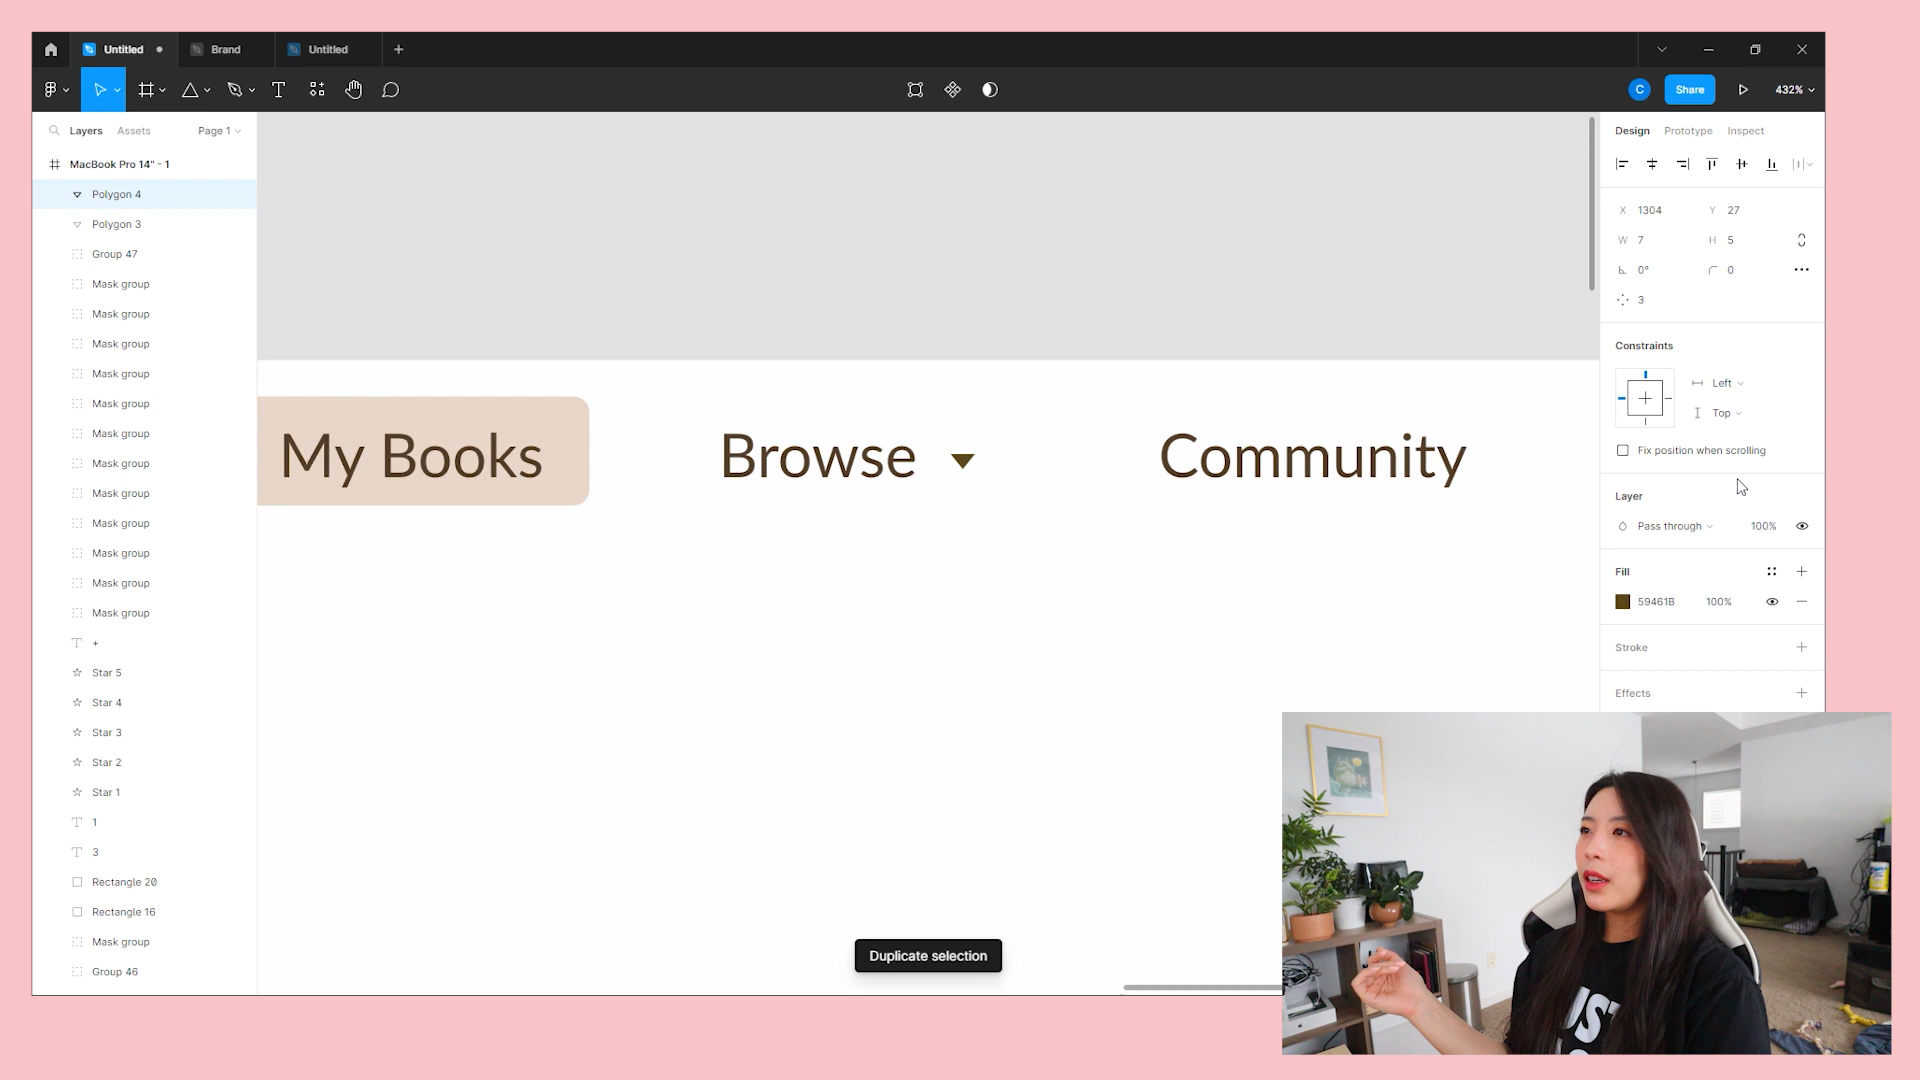 Untitled
Brand
Untitled
C
Share
432%
Layers
Assets
Page 1
Design
Prototype
Inspect
MacBook Pro 14" - 1
Polygon 4
Polygon 3
Group 47
Mask group
Mask group
Mask group
Mask group
Mask group
Mask group
Mask group
Mask group
Mask group
Mask group
Mask group
Mask group
+
Star 5
Star 4
Star 3
Star 2
Star 1
1
3
Rectangle 20
Rectangle 16
Mask group
Group 46
My Books
Browse
Community
Duplicate selection
X 1304
Y 27
W 7
H 5
0°
0
3
Constraints
Left
Top
Fix position when scrolling
Layer
Pass through
100%
Fill
59461B
100%
Stroke
Effects